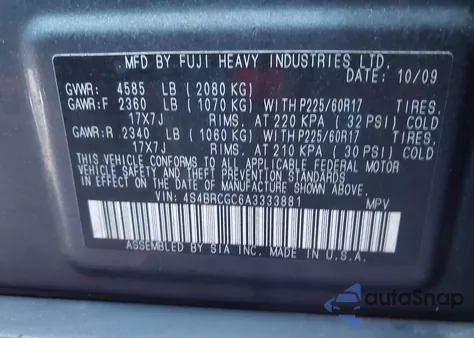 MFD BY FUJI HEAVY INDUSTRIES LTD.
DATE: 10/09
GVWR: 4585 LB (2080 KG)
GAWR:F 2360 LB (1070 KG) WITH P225/60R17 TIRES.
17X7J RIMS, AT 220 KPA (32 PSI) COLD
GAWR:R 2340 LB (1060 KG) WITH P225/60R17 TIRES.
17X7J RIMS, AT 210 KPA (30 PSI) COLD
THIS VEHICLE CONFORMS TO ALL APPLICABLE FEDERAL MOTOR
VEHICLE SAFETY AND THEFT PREVENTION STANDARDS
IN EFFECT ON THE DATE OF MANUFACTURE SHOWN ABOVE.
VIN: 4S4BRCGC6A3333881 MPV
ASSEMBLED BY SIA INC. MADE IN U.S.A.
autoSnap